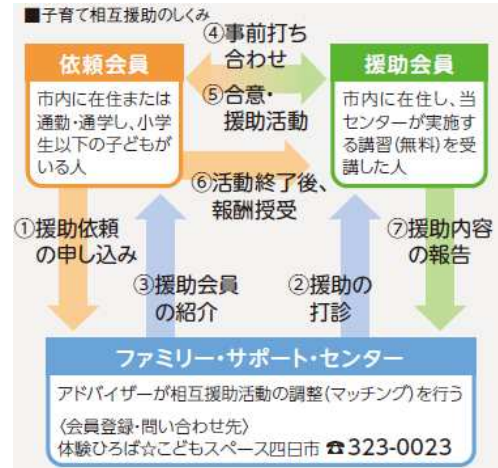 ■子育て相互援助のしくみ
④事前打ち
合わせ
依頼会員
市内に在住または
通勤・通学し、小学
生以下の子どもが
いる人
⑤合意・
援助活動
援助会員
市内に在住し、当
センターが実施す
る講習(無料)を受
講した人
⑥活動終了後、
報酬授受
①援助依頼
の申し込み
③援助会員
の紹介
②援助の
打診
⑦援助内容
の報告
ファミリー・サポート・センター
アドバイザーが相互援助活動の調整(マッチング)を行う
〈会員登録・問い合わせ先〉
体験ひろば☆こどもスペース四日市 ☎323-0023